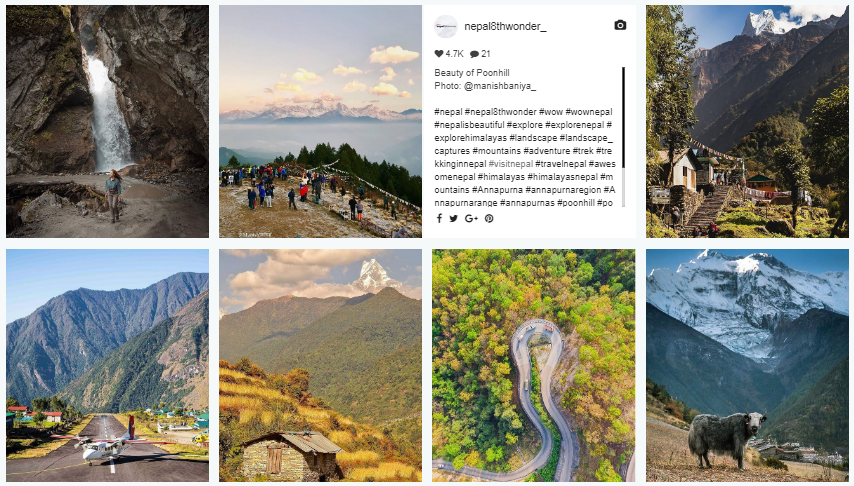 nepal8thwonder_
4.7K 21
Beauty of Poonhill
Photo: @manishbaniya_
#nepal #nepal8thwonder #wow #wownepal
#nepalisbeautiful #explore #explorenepal #
explorehimalayas #landscape #landscape_
captures #mountains #adventure #trek #tre
kkinginnepal #visitnepal #travelnepal #awes
omenepal #himalayas #himalayasnepal #m
ountains #Annapurna #annapurnaregion #A
nnapurnarange #annapurnas #poonhill #po